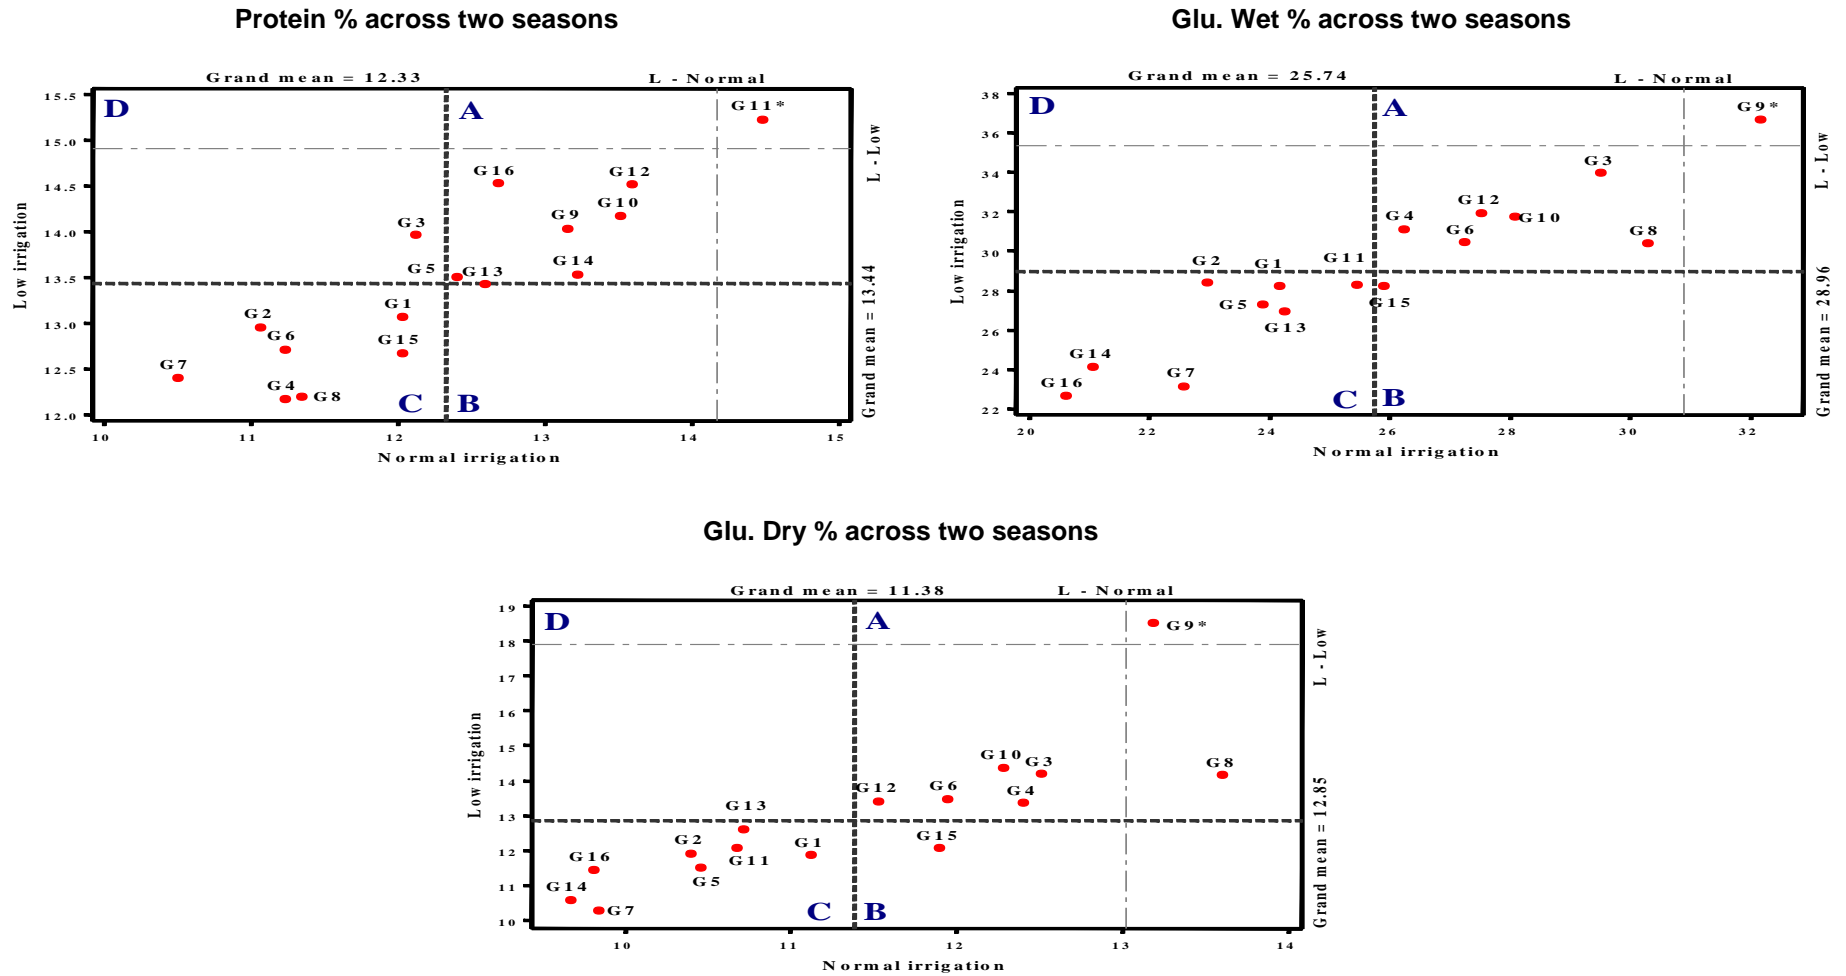 Protein % across two seasons
Grand mean = 12.33
L - Normal
D
A
C
B
15.5
15.0
14.5
14.0
13.5
13.0
12.5
12.0
Low irrigation
G11*
G16
G12
G10
G9
G3
G5
G13
G14
G1
G2
G6
G15
G7
G4
G8
L - Low
Grand mean = 13.44
10
11
12
13
14
15
Normal irrigation
Glu. Wet % across two seasons
Grand mean = 25.74
L - Normal
D
A
C
B
38
36
34
32
30
28
26
24
22
Low irrigation
G9*
G3
G12
G10
G4
G6
G8
G2
G1
G11
G5
G15
G13
G14
G7
G16
L - Low
Grand mean = 28.96
20
22
24
26
28
30
32
Normal irrigation
Glu. Dry % across two seasons
Grand mean = 11.38
L - Normal
D
A
C
B
19
18
17
16
15
14
13
12
11
10
Low irrigation
G9*
G10
G3
G8
G12
G6
G4
G13
G15
G2
G1
G11
G16
G5
G14
G7
L - Low
Grand mean = 12.85
10
11
12
13
14
Normal irrigation